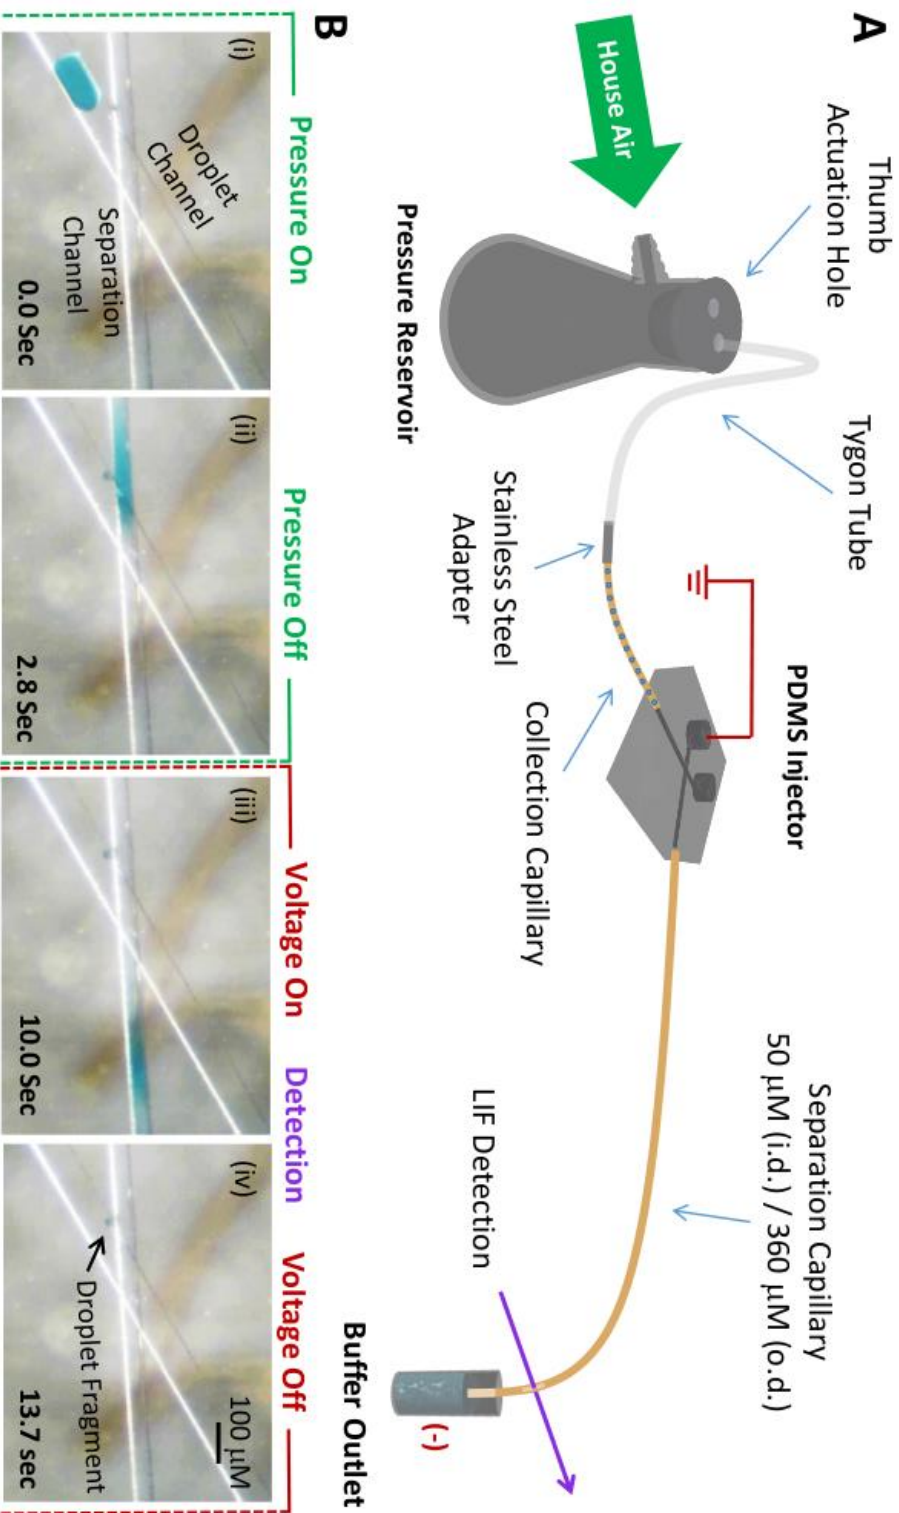 A
Thumb
Actuation Hole
House Air
Pressure Reservoir
Tygon Tube
Stainless Steel
Adapter
PDMS Injector
Collection Capillary
Separation Capillary
50 µM (i.d.) / 360 µM (o.d.)
LIF Detection
Buffer Outlet
(-)
B
Pressure On
Pressure Off
Voltage On
Detection
Voltage Off
(i)
Droplet
Channel
Separation
Channel
0.0 Sec
(ii)
2.8 Sec
(iii)
10.0 Sec
(iv)
100 µM
Droplet Fragment
13.7 sec